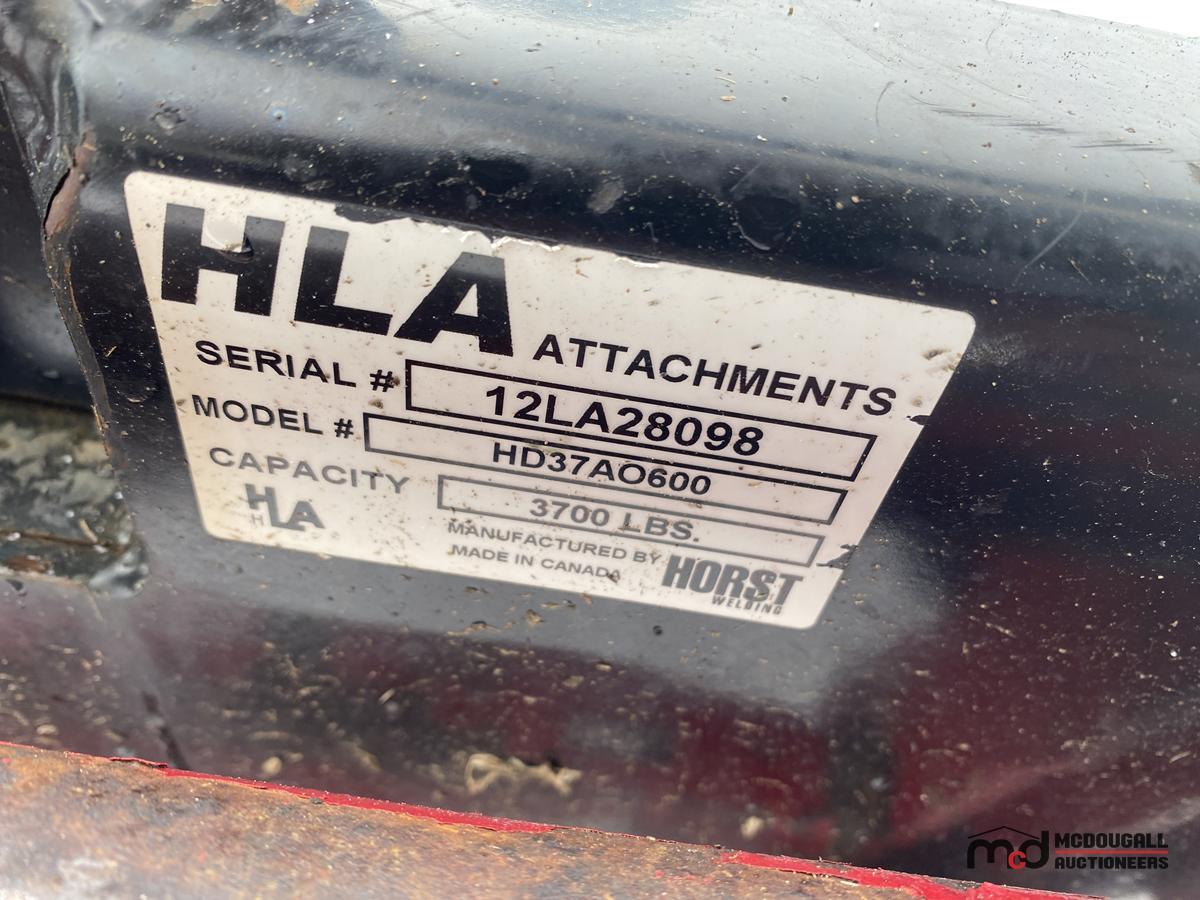 HLA ATTACHMENTS
SERIAL # 12LA28098
MODEL # HD37AO600
CAPACITY 3700 LBS.
HLA
MANUFACTURED BY
MADE IN CANADA
HORST
WELDING
mcd MCDOUGALL
AUCTIONEERS